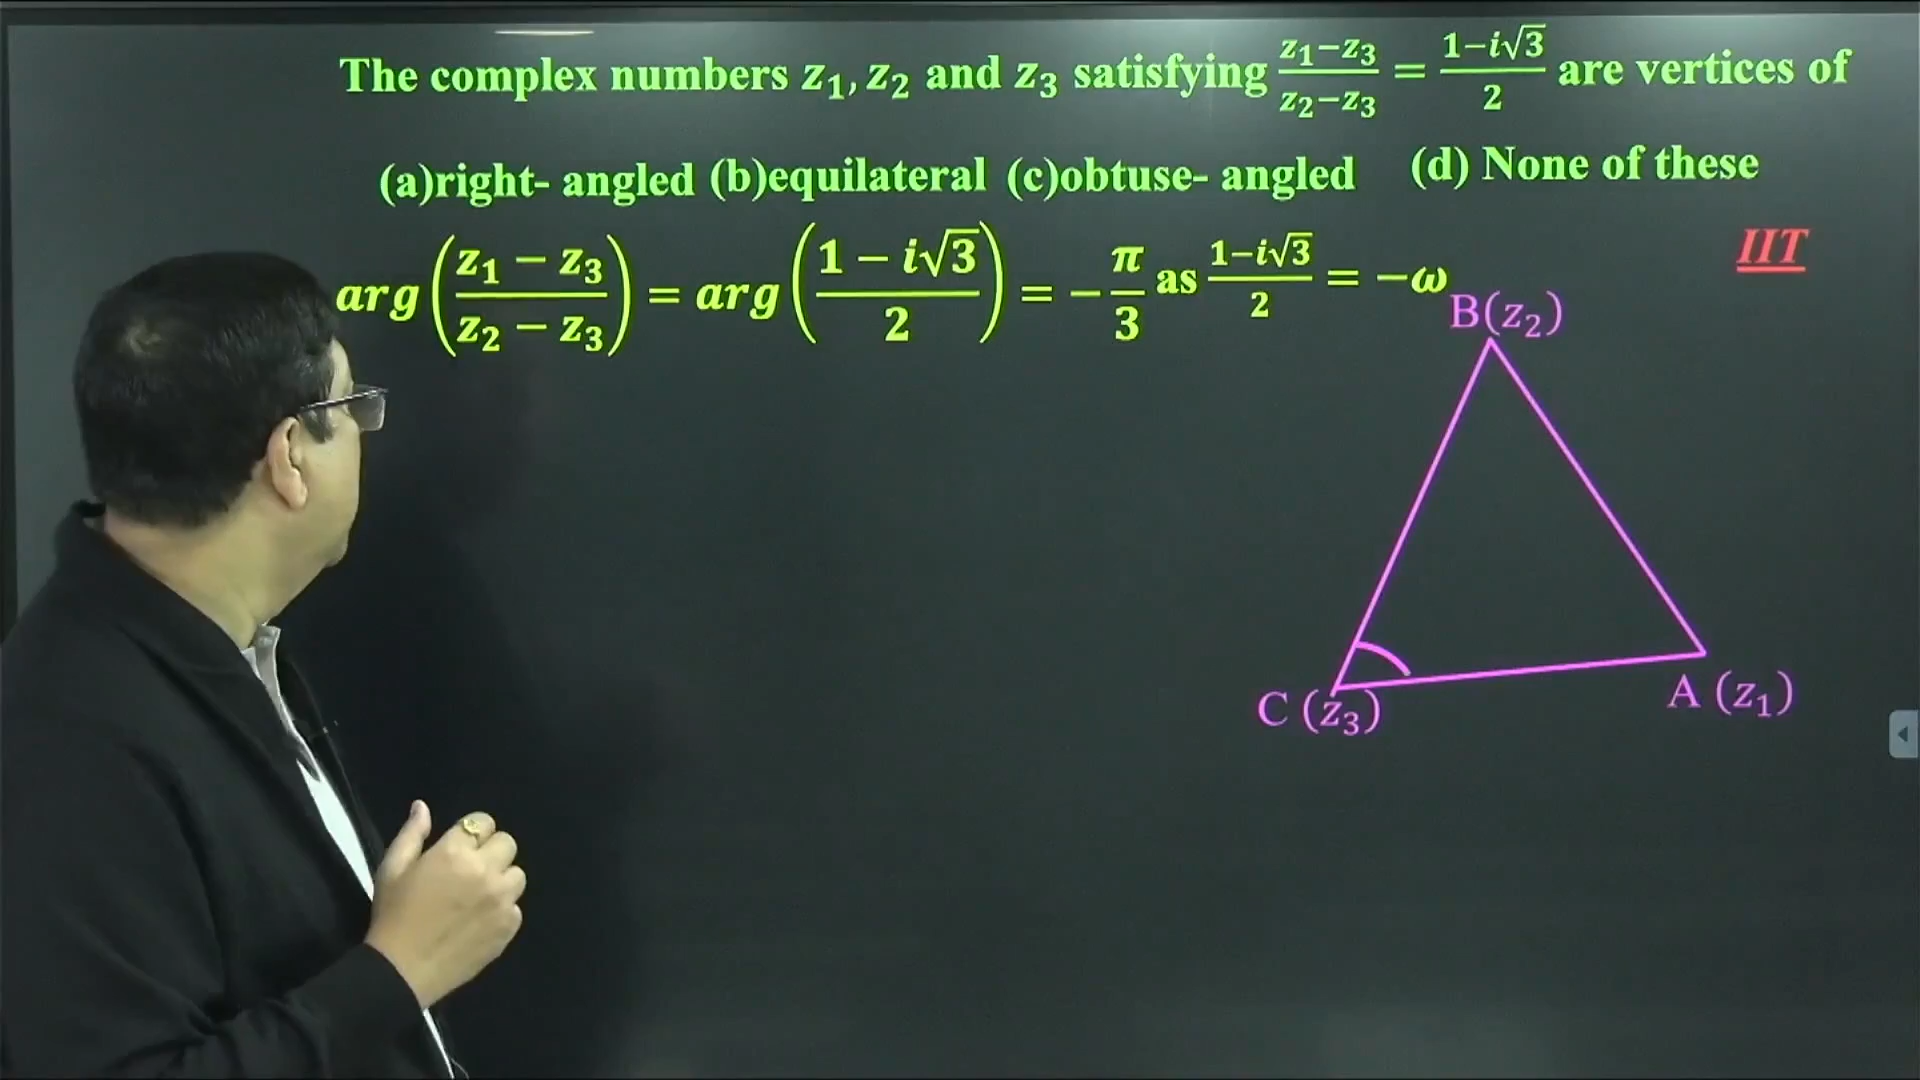 The complex numbers z₁, z₂ and z₃ satisfying (z₁−z₃)/(z₂−z₃) = (1−i√3)/2 are vertices of
(a)right- angled (b)equilateral (c)obtuse- angled (d) None of these
IIT
arg((z₁ − z₃)/(z₂ − z₃)) = arg((1 − i√3)/2) = −π/3 as (1−i√3)/2 = −ω
B(z₂)
C (z₃)
A (z₁)